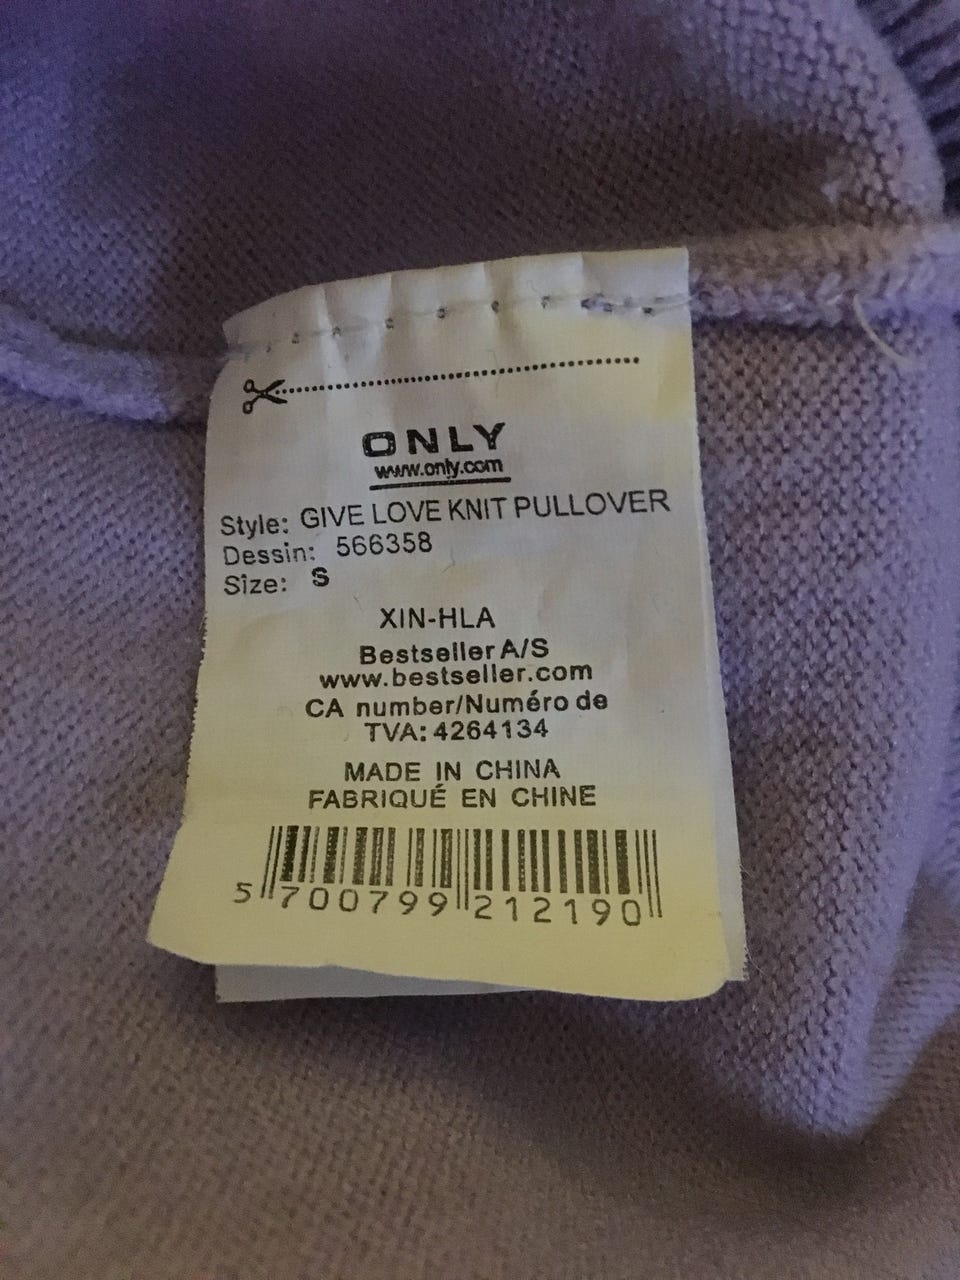 ONLY
www.only.com
Style: GIVE LOVE KNIT PULLOVER
Dessin: 566358
Size: S
XIN-HLA
Bestseller A/S
www.bestseller.com
CA number/Numéro de
TVA: 4264134
MADE IN CHINA
FABRIQUÉ EN CHINE
5 700799 212190